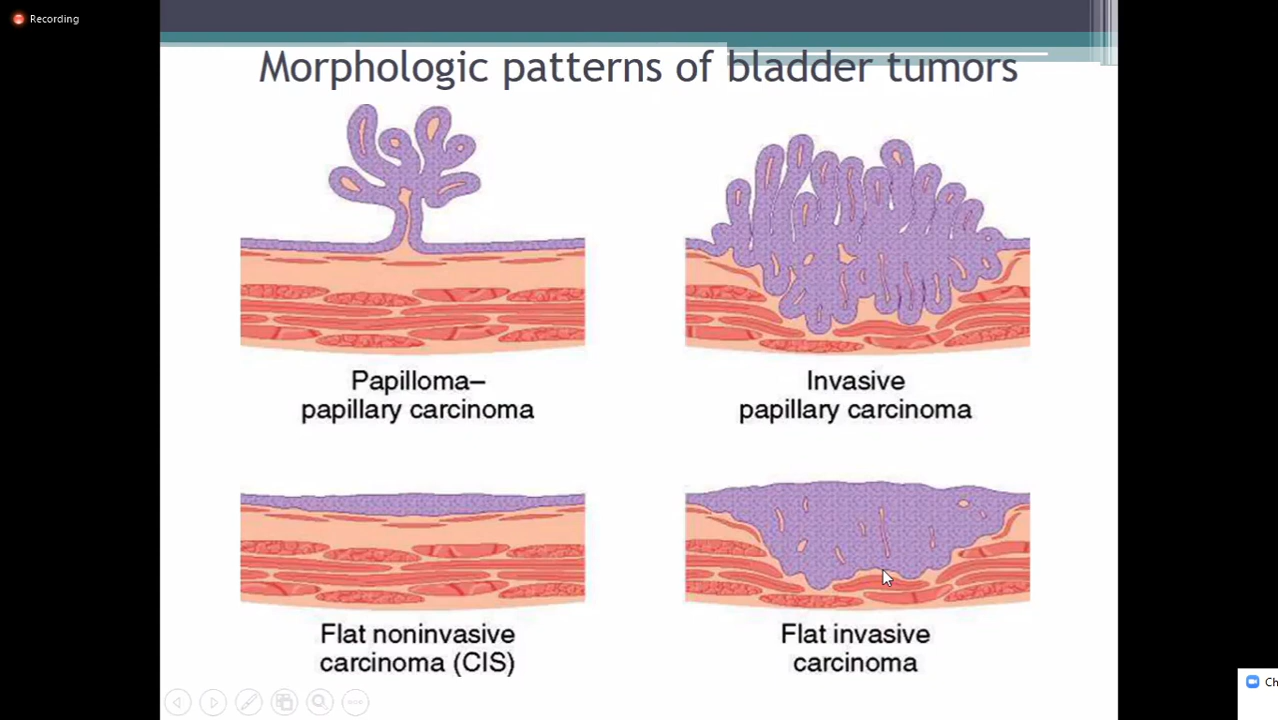 Recording
Morphologic patterns of bladder tumors
Papilloma–
papillary carcinoma
Invasive
papillary carcinoma
Flat noninvasive
carcinoma (CIS)
Flat invasive
carcinoma
Ch